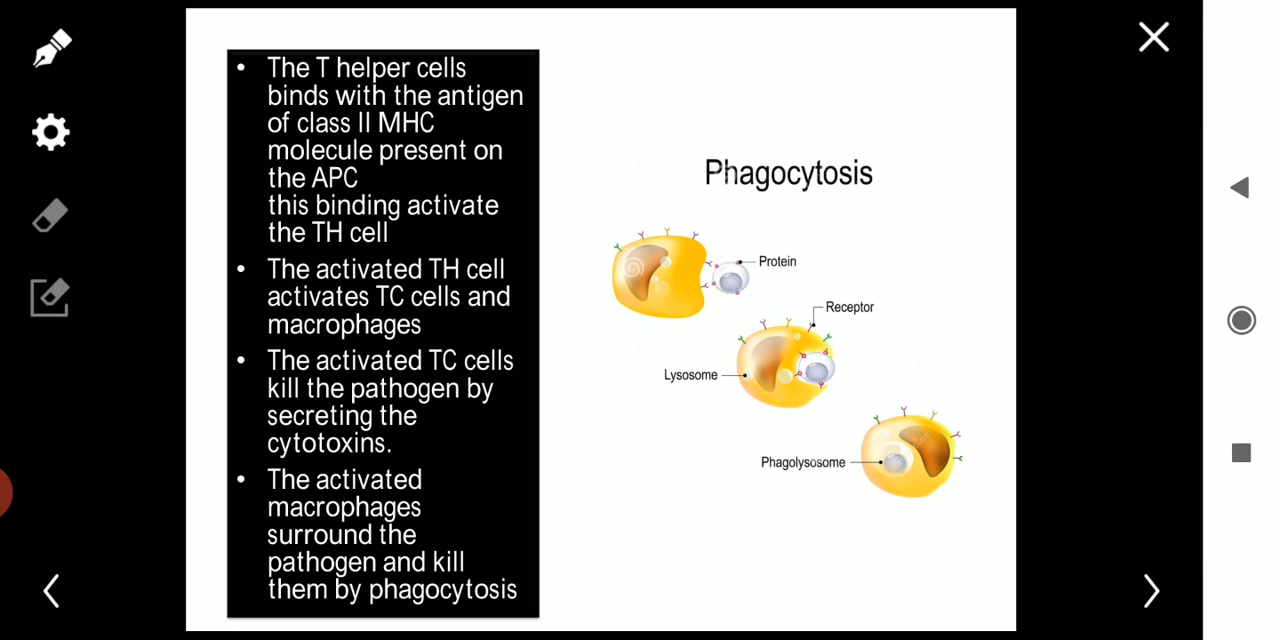 • The T helper cells
binds with the antigen
of class II MHC
molecule present on
the APC
this binding activate
the TH cell
• The activated TH cell
activates TC cells and
macrophages
• The activated TC cells
kill the pathogen by
secreting the
cytotoxins.
• The activated
macrophages
surround the
pathogen and kill
them by phagocytosis
Phagocytosis
Protein
Receptor
Lysosome
Phagolysosome